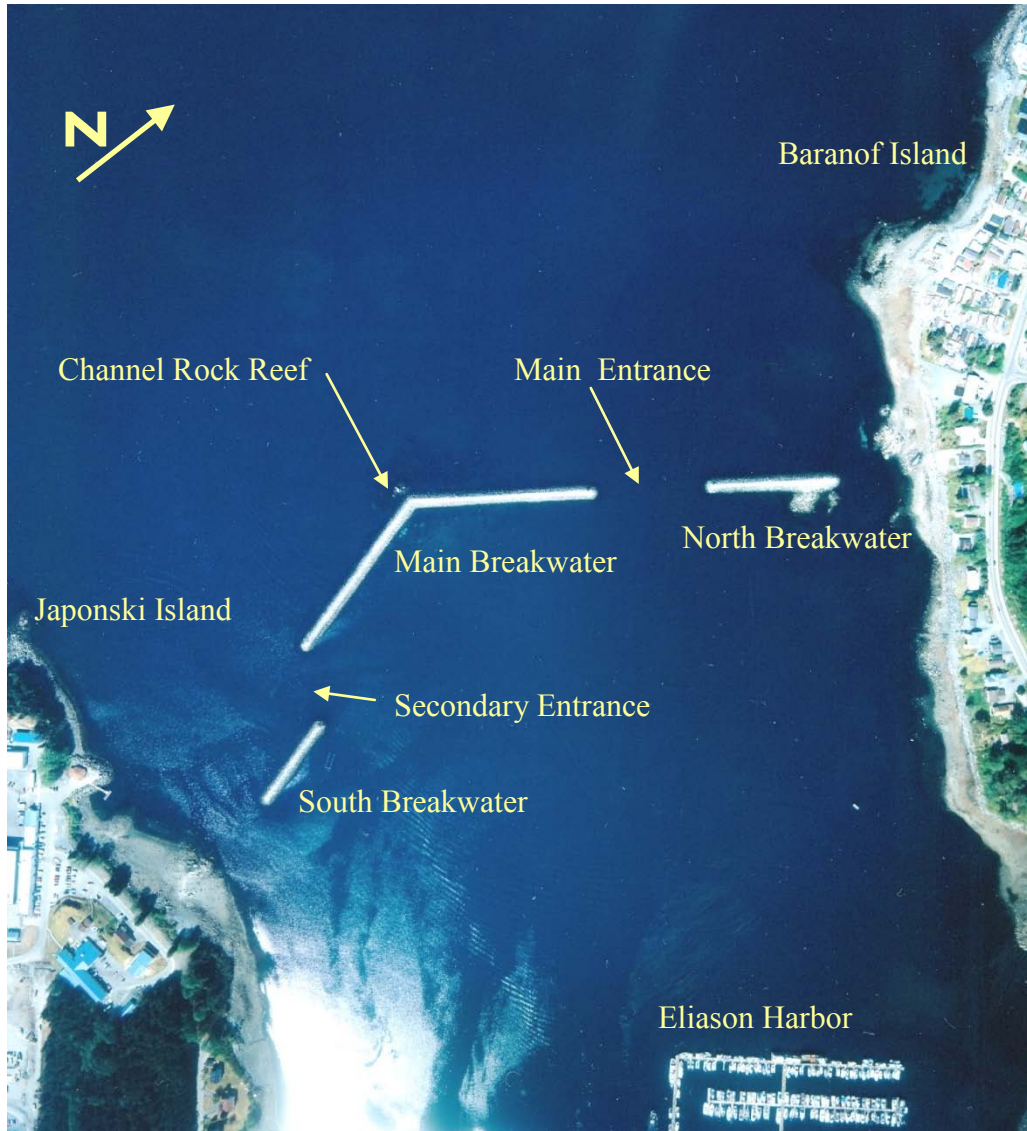 N
Baranof Island
Channel Rock Reef
Main Entrance
North Breakwater
Main Breakwater
Japonski Island
Secondary Entrance
South Breakwater
Eliason Harbor